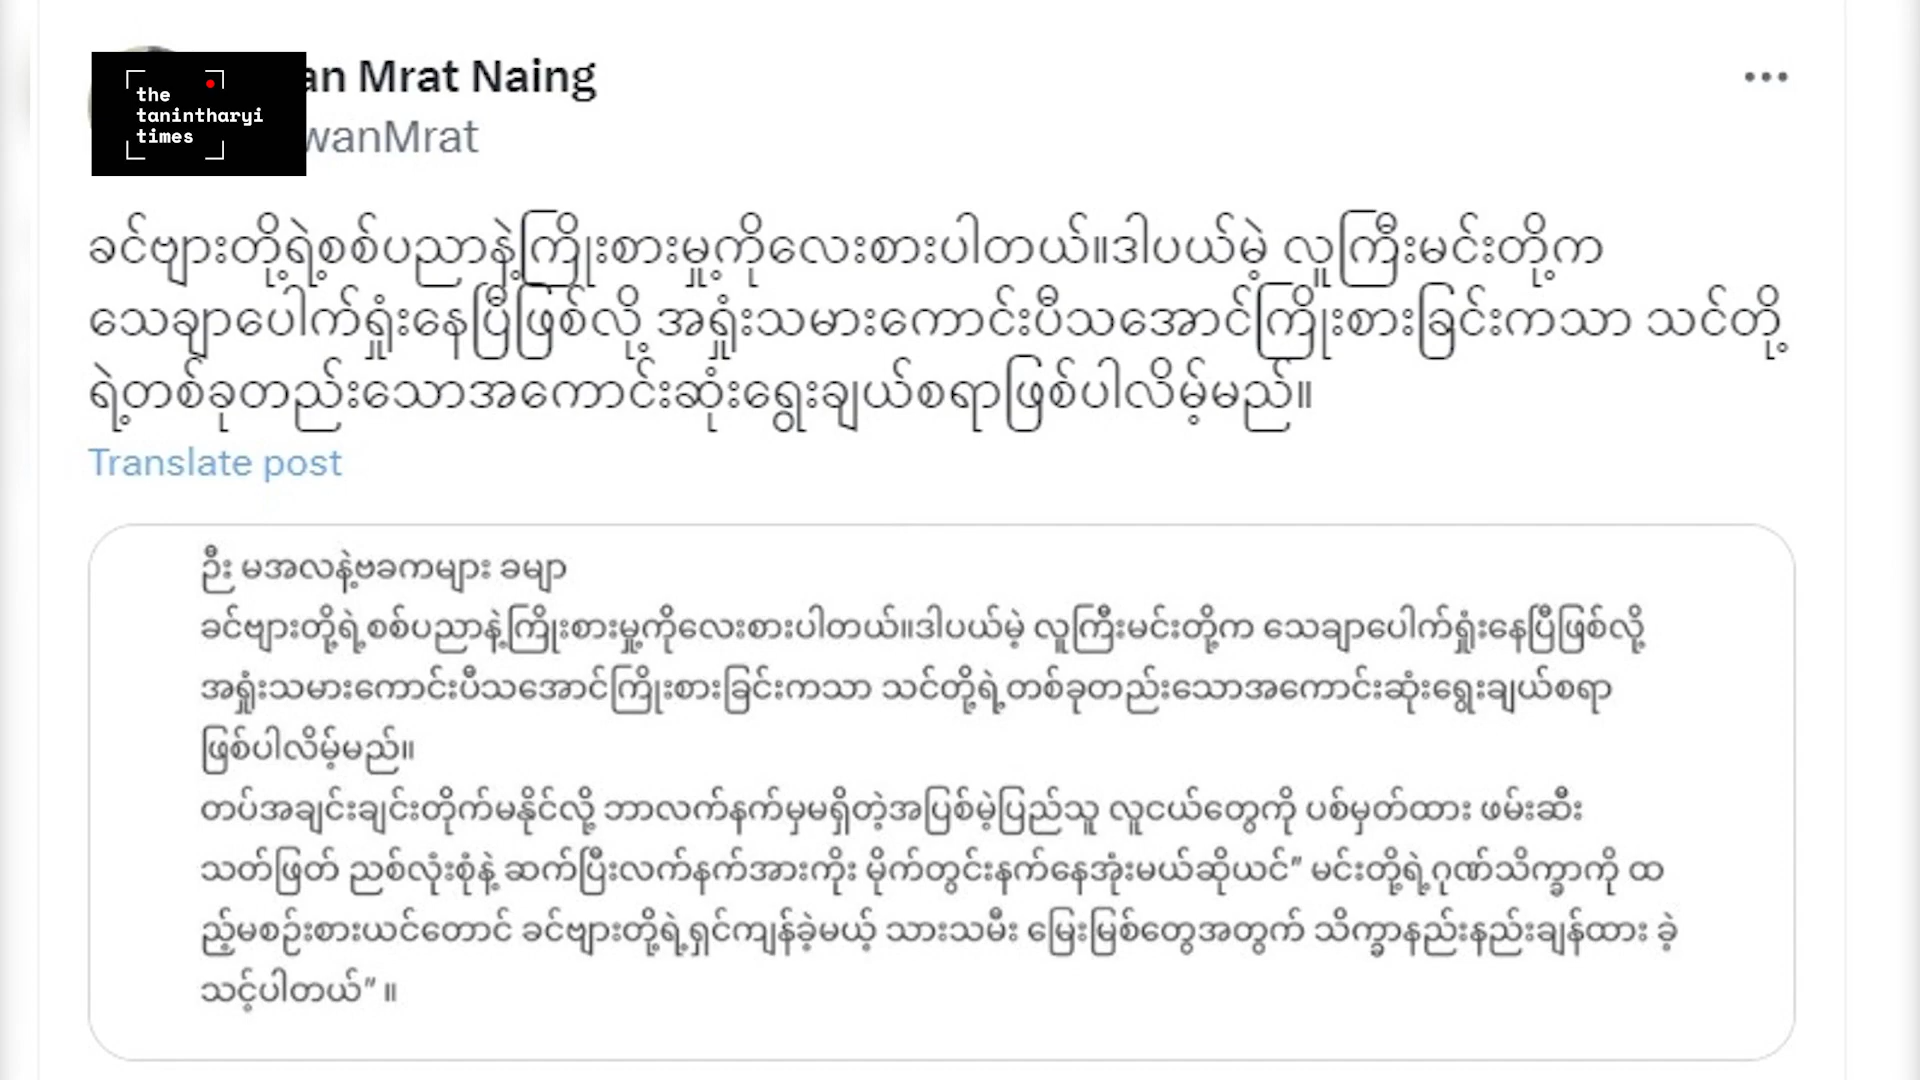 the
tanintharyi
times
an Mrat Naing
wanMrat
ခင်ဗျားတို့ရဲ့စစ်ပညာနဲ့ကြိုးစားမှု့ကိုလေးစားပါတယ်။ဒါပယ်မဲ့ လူကြီးမင်းတို့က
သေချာပေါက်ရှုံးနေပြီဖြစ်လို့ အရှုံးသမားကောင်းပီသအောင်ကြိုးစားခြင်းကသာ သင်တို့
ရဲ့တစ်ခုတည်းသောအကောင်းဆုံးရွေးချယ်စရာဖြစ်ပါလိမ့်မည်။
Translate post
ဦး မအလနဲ့ဗခကများ ခမျာ
ခင်ဗျားတို့ရဲ့စစ်ပညာနဲ့ကြိုးစားမှု့ကိုလေးစားပါတယ်။ဒါပယ်မဲ့ လူကြီးမင်းတို့က သေချာပေါက်ရှုံးနေပြီဖြစ်လို့
အရှုံးသမားကောင်းပီသအောင်ကြိုးစားခြင်းကသာ သင်တို့ရဲ့တစ်ခုတည်းသောအကောင်းဆုံးရွေးချယ်စရာ
ဖြစ်ပါလိမ့်မည်။
တပ်အချင်းချင်းတိုက်မနိုင်လို့ ဘာလက်နက်မှမရှိတဲ့အပြစ်မဲ့ပြည်သူ လူငယ်တွေကို ပစ်မှတ်ထား ဖမ်းဆီး
သတ်ဖြတ် ညစ်လုံးစုံနဲ့ ဆက်ပြီးလက်နက်အားကိုး မိုက်တွင်းနက်နေအုံးမယ်ဆိုယင်” မင်းတို့ရဲ့ဂုဏ်သိက္ခာကို ထ
ည့်မစဉ်းစားယင်တောင် ခင်ဗျားတို့ရဲ့ရှင်ကျန်ခဲ့မယ့် သားသမီး မြေးမြစ်တွေအတွက် သိက္ခာနည်းနည်းချန်ထား ခဲ့
သင့်ပါတယ်” ။